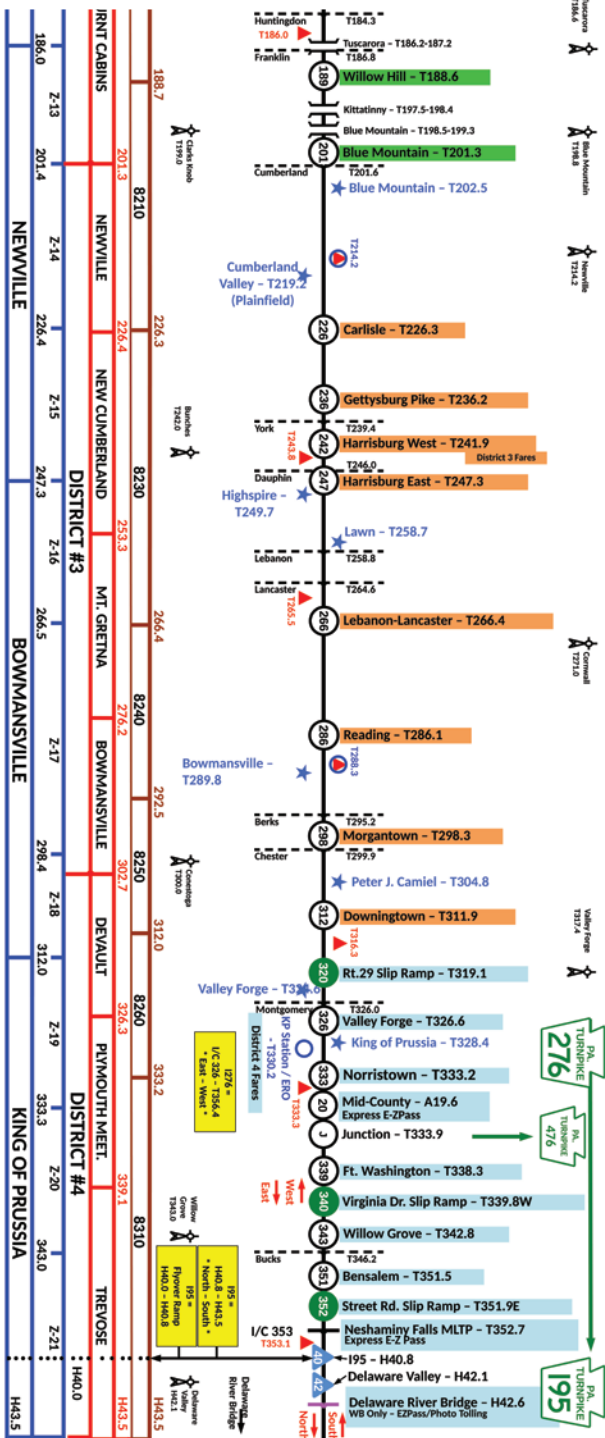 Tuscarora
T186.6
Huntingdon
T184.3
T186.0
Tuscarora – T186.2-187.2
Franklin
T186.8
189
Willow Hill – T188.6
Kittatinny – T197.5-198.4
Blue Mountain – T198.5-199.3
201
Blue Mountain – T201.3
Cumberland
T201.6
Blue Mountain – T202.5
T214.2
Cumberland
Valley – T219.2
(Plainfield)
226
Carlisle – T226.3
236
Gettysburg Pike – T236.2
York
T239.4
242
Harrisburg West – T241.9
T243.8
District 3 Fares
T246.0
Dauphin
247
Harrisburg East – T247.3
Highspire –
T249.7
Lawn – T258.7
Lebanon
T258.8
Lancaster
T264.6
T265.5
266
Lebanon-Lancaster – T266.4
286
Reading – T286.1
T288.3
Bowmansville –
T289.8
Berks
T295.2
298
Morgantown – T298.3
Chester
T299.9
Peter J. Camiel – T304.8
312
Downingtown – T311.9
T316.3
320
Rt.29 Slip Ramp – T319.1
Valley Forge –
Montgomery
T326.0
326
Valley Forge – T326.6
King of Prussia – T328.4
KP Station / ERO
- T330.2
District 4 Fares
I276 =
I/C 326 – T356.4
* East – West *
333
Norristown – T333.2
T333.3
20
Mid-County – A19.6
Express E-ZPass
J
Junction – T333.9
339
Ft. Washington – T338.3
West
East
340
Virginia Dr. Slip Ramp – T339.8W
343
Willow Grove – T342.8
Bucks
T346.2
351
Bensalem – T351.5
352
Street Rd. Slip Ramp – T351.9E
Neshaminy Falls MLTP – T352.7
Express E-Z Pass
I/C 353
T353.1
40
I95 – H40.8
42
Delaware Valley – H42.1
Delaware River Bridge – H42.6
WB Only – EZPass/Photo Tolling
North
South
Delaware
River Bridge
I95 =
H40.8 – H43.5
* North – South *
I95 =
Flyover Ramp
H40.0 – H40.8
PA.
TURNPIKE
276
PA.
TURNPIKE
476
PA.
TURNPIKE
I95
Blue Mountain
T198.8
Newville
T214.2
Cornwall
T271.0
Valley Forge
T317.4
Clarks Knob
T199.0
Bunches
T242.0
Conestoga
T300.0
Willow
Grove
T343.0
Delaware
Valley
H42.1
188.7
8210
226.3
8230
266.4
8240
292.5
8250
312.0
8260
333.2
8310
H43.5
URNT CABINS
201.3
NEWVILLE
226.4
NEW CUMBERLAND
253.3
MT. GRETNA
276.2
BOWMANSVILLE
302.7
DEVAULT
326.3
PLYMOUTH MEET.
339.1
TREVOSE
H43.5
DISTRICT #3
DISTRICT #4
H40.0
186.0
Z-13
201.4
Z-14
226.4
Z-15
247.3
Z-16
266.5
Z-17
298.4
Z-18
312.0
Z-19
333.3
Z-20
343.0
Z-21
H43.5
NEWVILLE
BOWMANSVILLE
KING OF PRUSSIA